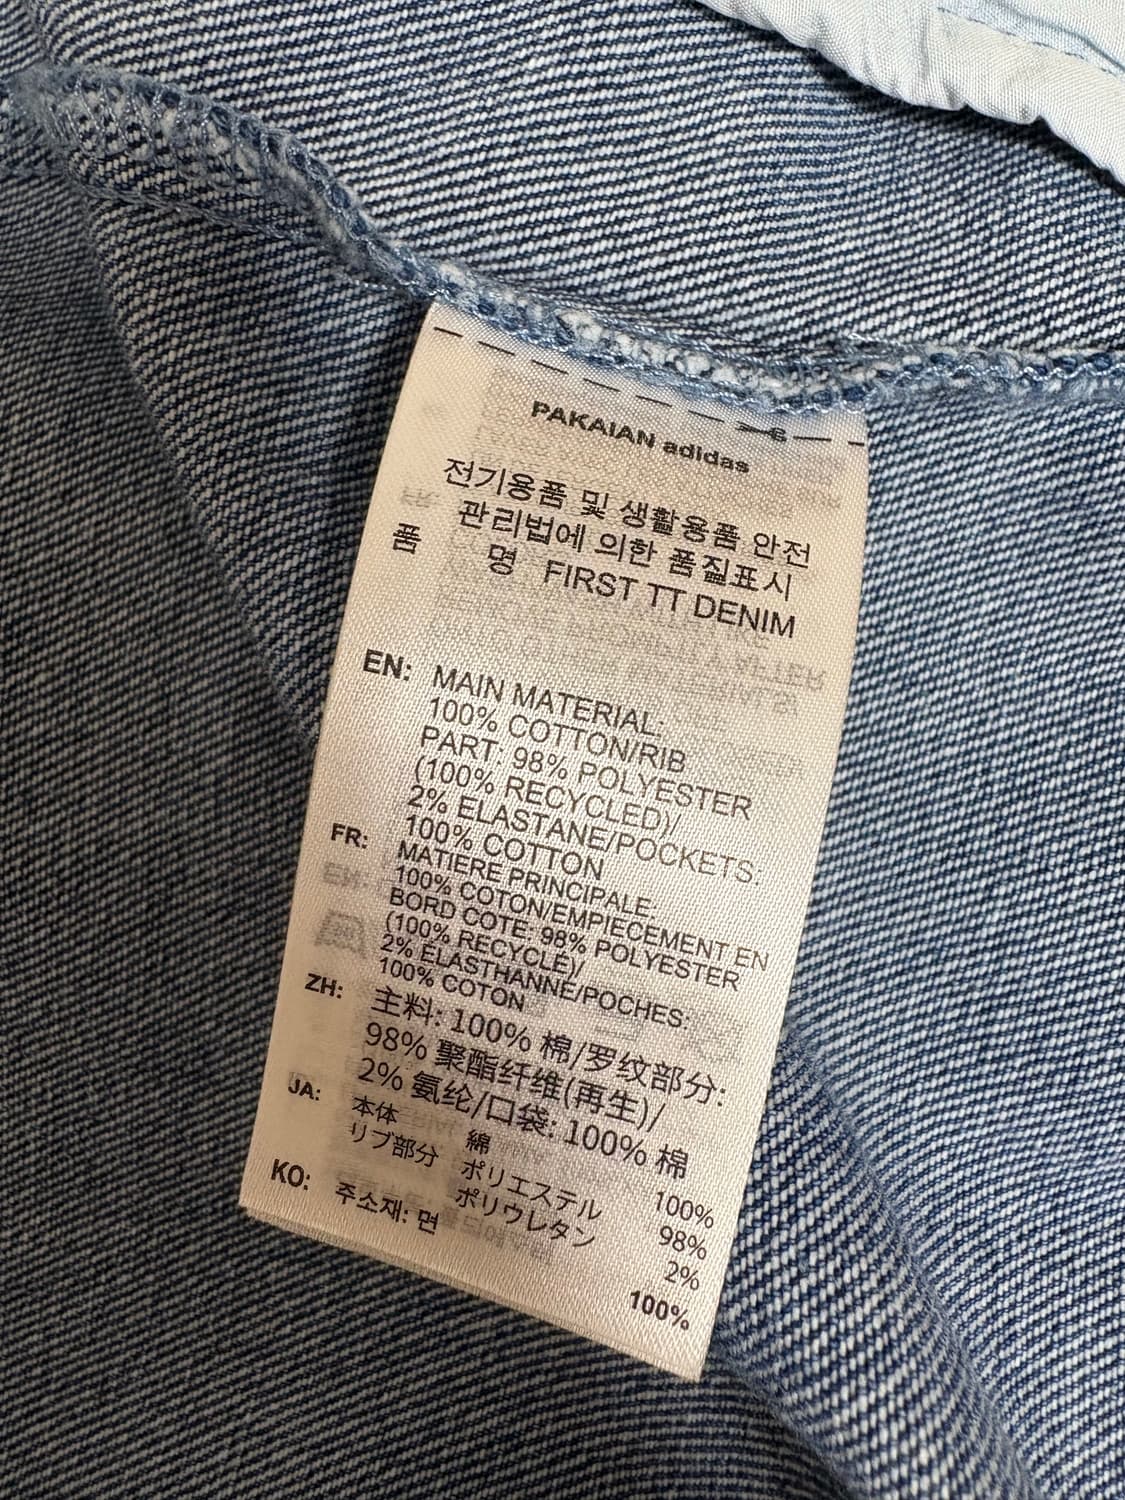 PAKAIAN adidas
전기용품 및 생활용품 안전
관리법에 의한 품질표시
품 명 FIRST TT DENIM
EN: MAIN MATERIAL:
100% COTTON/RIB
PART: 98% POLYESTER
(100% RECYCLED)/
2% ELASTANE/POCKETS:
100% COTTON
FR: MATIERE PRINCIPALE:
100% COTON/EMPIECEMENT EN
BORD COTE: 98% POLYESTER
(100% RECYCLE)/
2% ELASTHANNE/POCHES:
100% COTON
ZH: 主料: 100% 棉/罗纹部分:
98% 聚酯纤维(再生)/
2% 氨纶/口袋: 100% 棉
JA: 本体 綿 100%
リブ部分 ポリエステル 98%
ポリウレタン 2%
KO: 주소재: 면 100%